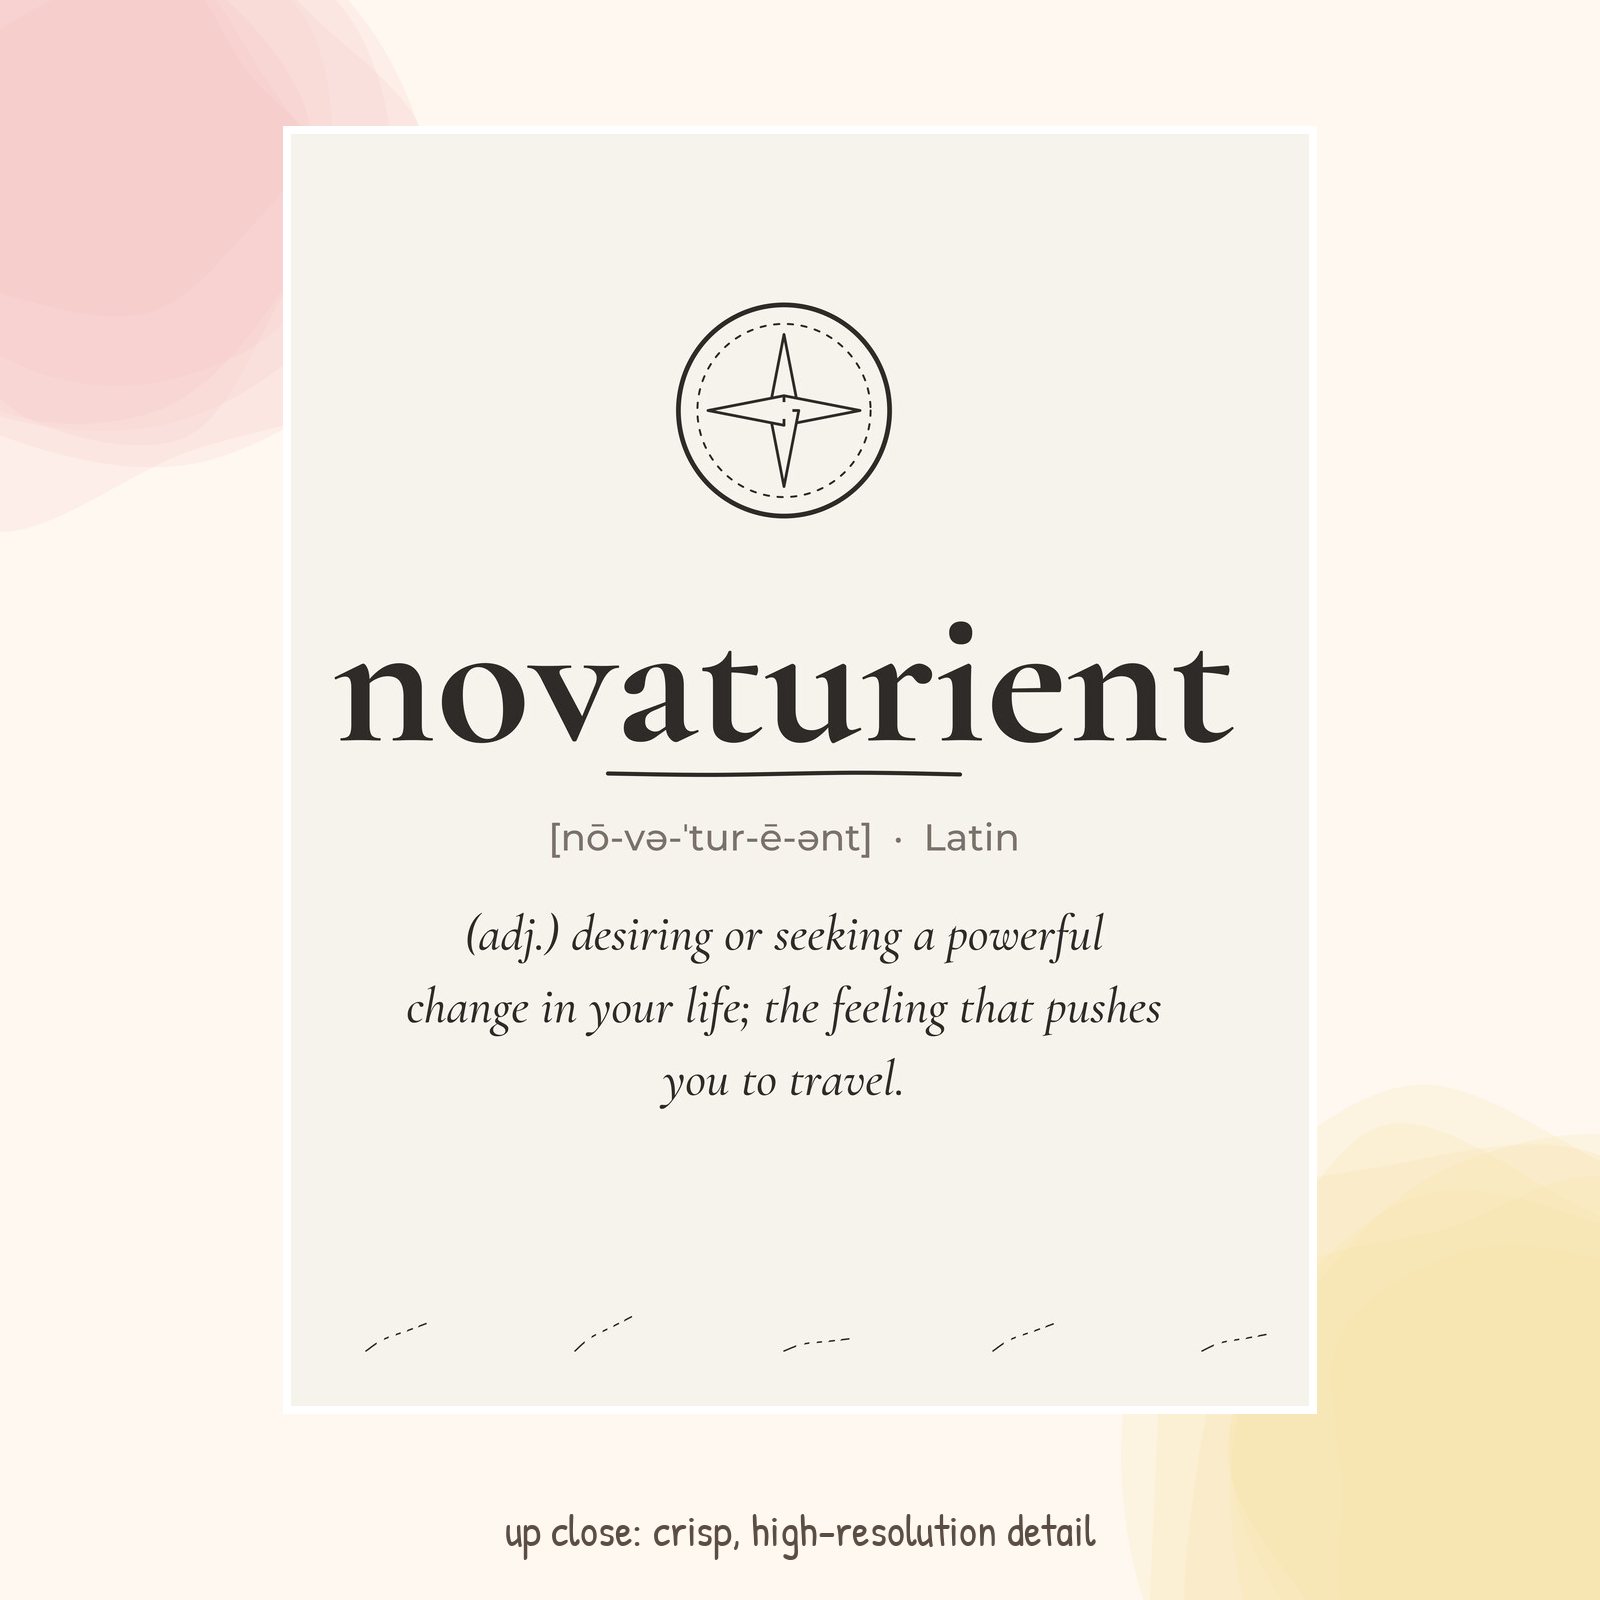 novaturient
[nō-və-ˈtur-ē-ənt] · Latin
(adj.) desiring or seeking a powerful
change in your life; the feeling that pushes
you to travel.
up close: crisp, high-resolution detail